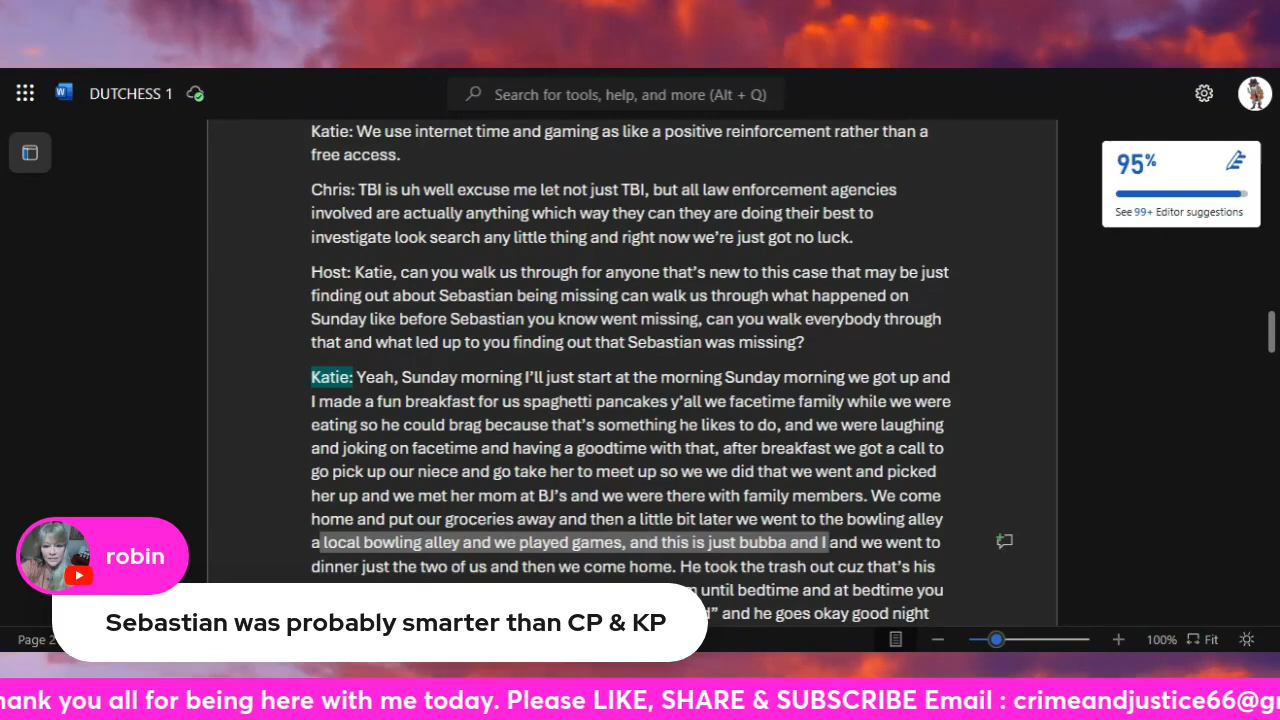 DUTCHESS 1
Search for tools, help, and more (Alt + Q)
Katie: We use internet time and gaming as like a positive reinforcement rather than a
free access.
Chris: TBI is uh well excuse me let not just TBI, but all law enforcement agencies
involved are actually anything which way they can they are doing their best to
investigate look search any little thing and right now we're just got no luck.
Host: Katie, can you walk us through for anyone that's new to this case that may be just
finding out about Sebastian being missing can walk us through what happened on
Sunday like before Sebastian you know went missing, can you walk everybody through
that and what led up to you finding out that Sebastian was missing?
Katie: Yeah, Sunday morning I'll just start at the morning Sunday morning we got up and
I made a fun breakfast for us spaghetti pancakes y'all we facetime family while we were
eating so he could brag because that's something he likes to do, and we were laughing
and joking on facetime and having a goodtime with that, after breakfast we got a call to
go pick up our niece and go take her to meet up so we we did that we went and picked
her up and we met her mom at BJ's and we were there with family members. We come
home and put our groceries away and then a little bit later we went to the bowling alley
a local bowling alley and we played games, and this is just bubba and I and we went to
dinner just the two of us and then we come home. He took the trash out cuz that's his
until bedtime and at bedtime you
and he goes okay good night
95%
See 99+ Editor suggestions
robin
Sebastian was probably smarter than CP & KP
Page 2
100%
Fit
hank you all for being here with me today. Please LIKE, SHARE & SUBSCRIBE Email : crimeandjustice66@g